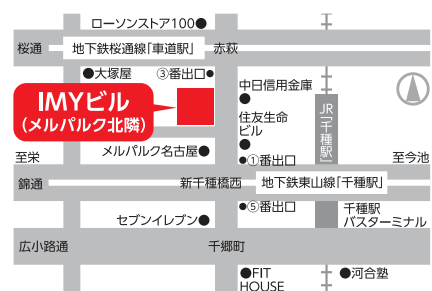 ローソンストア100●
桜通
地下鉄桜通線「車道駅」
赤萩
●大塚屋
③番出口●
中日信用金庫
●
IMYビル
(メルパルク北隣)
住友生命
ビル
●
JR「千種駅」
メルパルク名古屋●
●①番出口
至栄
至今池
錦通
新千種橋西
地下鉄東山線「千種駅」
●⑤番出口
セブンイレブン●
千種駅
バスターミナル
広小路通
千郷町
●FIT
HOUSE
●河合塾